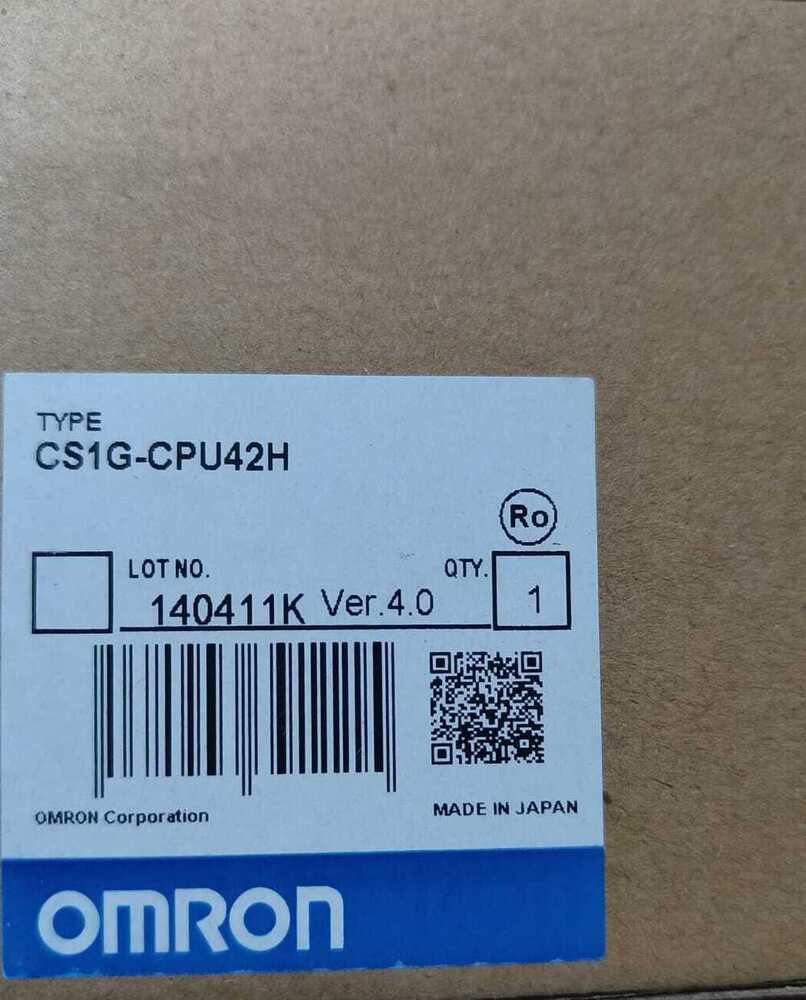 TYPE
CS1G-CPU42H
Ro
LOT NO.
QTY.
140411K Ver.4.0
1
OMRON Corporation
MADE IN JAPAN
OMRON